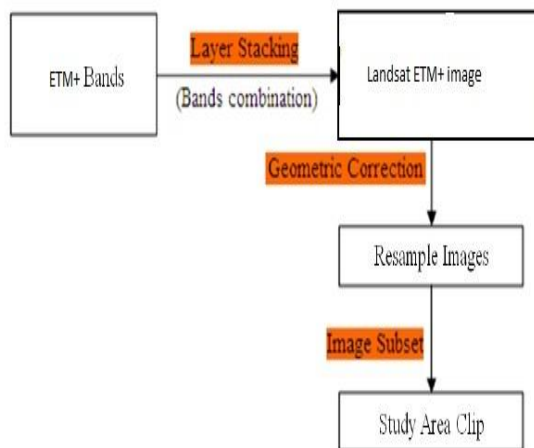 ETM+ Bands
Layer Stacking
(Bands combination)
Landsat ETM+ image
Geometric Correction
Resample Images
Image Subset
Study Area Clip